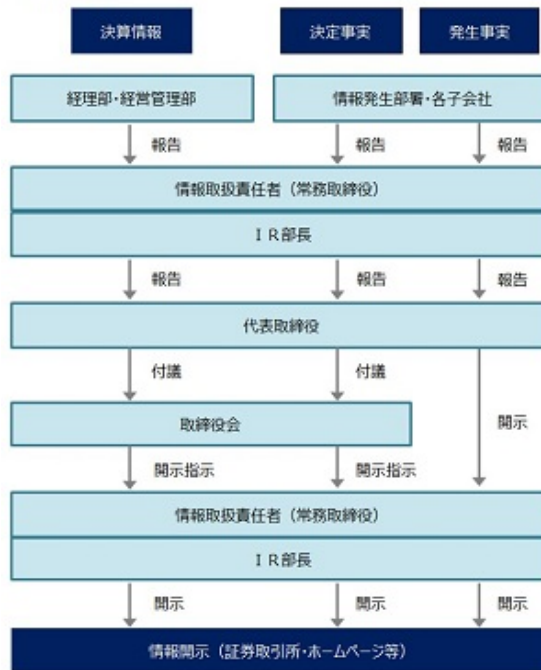 決算情報
決定事実
発生事実
経理部・経営管理部
情報発生部署・各子会社
報告
報告
報告
情報取扱責任者（常務取締役）
ＩＲ部長
報告
報告
報告
代表取締役
付議
付議
開示
取締役会
開示指示
開示指示
情報取扱責任者（常務取締役）
ＩＲ部長
開示
開示
開示
情報開示（証券取引所・ホームページ等）